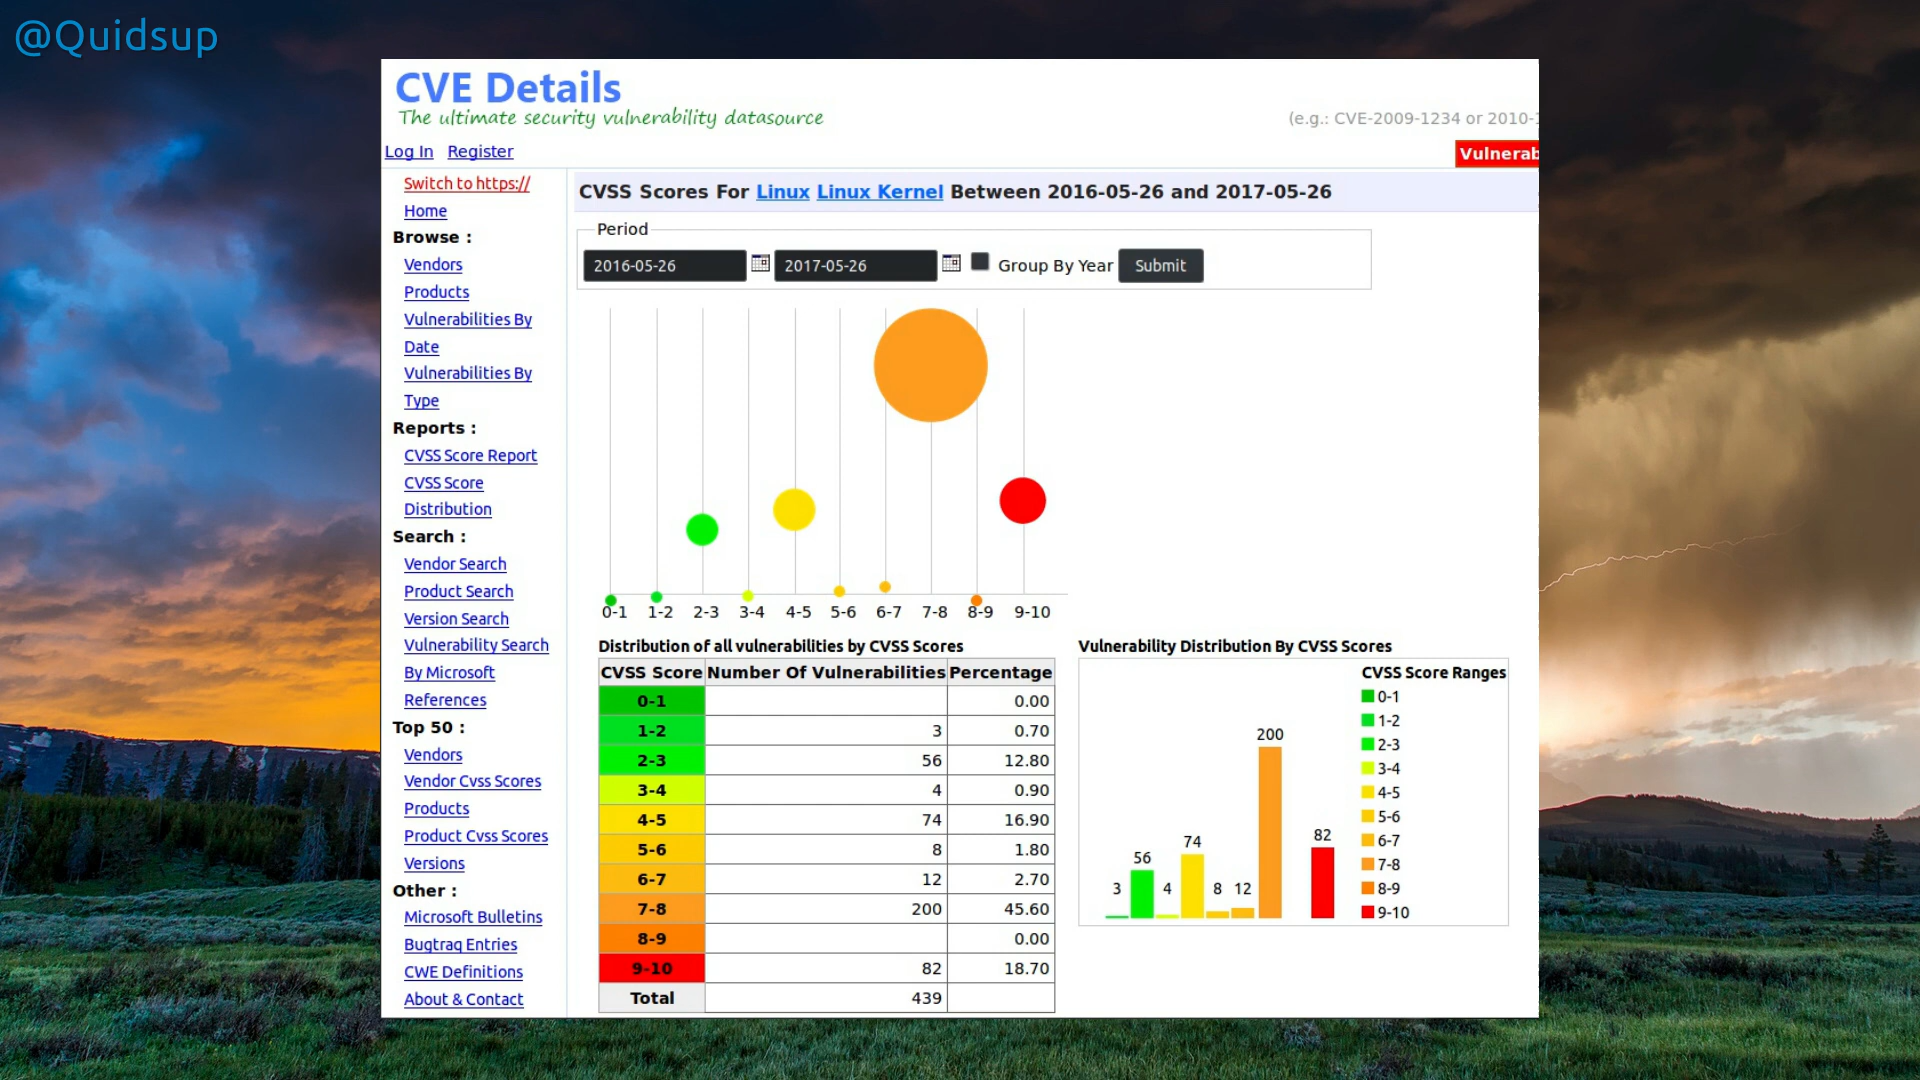 @Quidsup
CVE Details
The ultimate security vulnerability datasource
(e.g.: CVE-2009-1234 or 2010-1
Log In Register
Vulnerab
Switch to https://
Home
Browse :
Vendors
Products
Vulnerabilities By
Date
Vulnerabilities By
Type
Reports :
CVSS Score Report
CVSS Score
Distribution
Search :
Vendor Search
Product Search
Version Search
Vulnerability Search
By Microsoft
References
Top 50 :
Vendors
Vendor Cvss Scores
Products
Product Cvss Scores
Versions
Other :
Microsoft Bulletins
Bugtraq Entries
CWE Definitions
About & Contact
CVSS Scores For Linux Linux Kernel Between 2016-05-26 and 2017-05-26
Period
2016-05-26 2017-05-26 Group By Year Submit
0-1 1-2 2-3 3-4 4-5 5-6 6-7 7-8 8-9 9-10
Distribution of all vulnerabilities by CVSS Scores
CVSS Score Number Of Vulnerabilities Percentage
0-1 0.00
1-2 3 0.70
2-3 56 12.80
3-4 4 0.90
4-5 74 16.90
5-6 8 1.80
6-7 12 2.70
7-8 200 45.60
8-9 0.00
9-10 82 18.70
Total 439
Vulnerability Distribution By CVSS Scores
3 56 4 74 8 12 200 82
CVSS Score Ranges
0-1
1-2
2-3
3-4
4-5
5-6
6-7
7-8
8-9
9-10